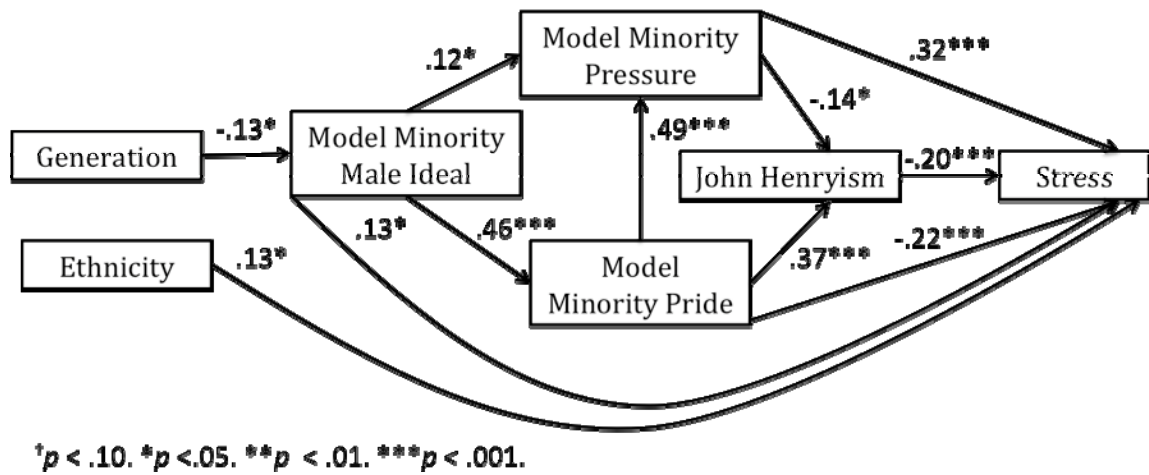 Model Minority
Pressure
.32***
.12*
-.14*
-.13*
Model Minority
Male Ideal
.49***
Generation
John Henryism
-.20***
Stress
.13*
.46***
-.22***
Ethnicity
.13*
Model
Minority Pride
.37***
†p < .10. *p <.05. **p < .01. ***p < .001.